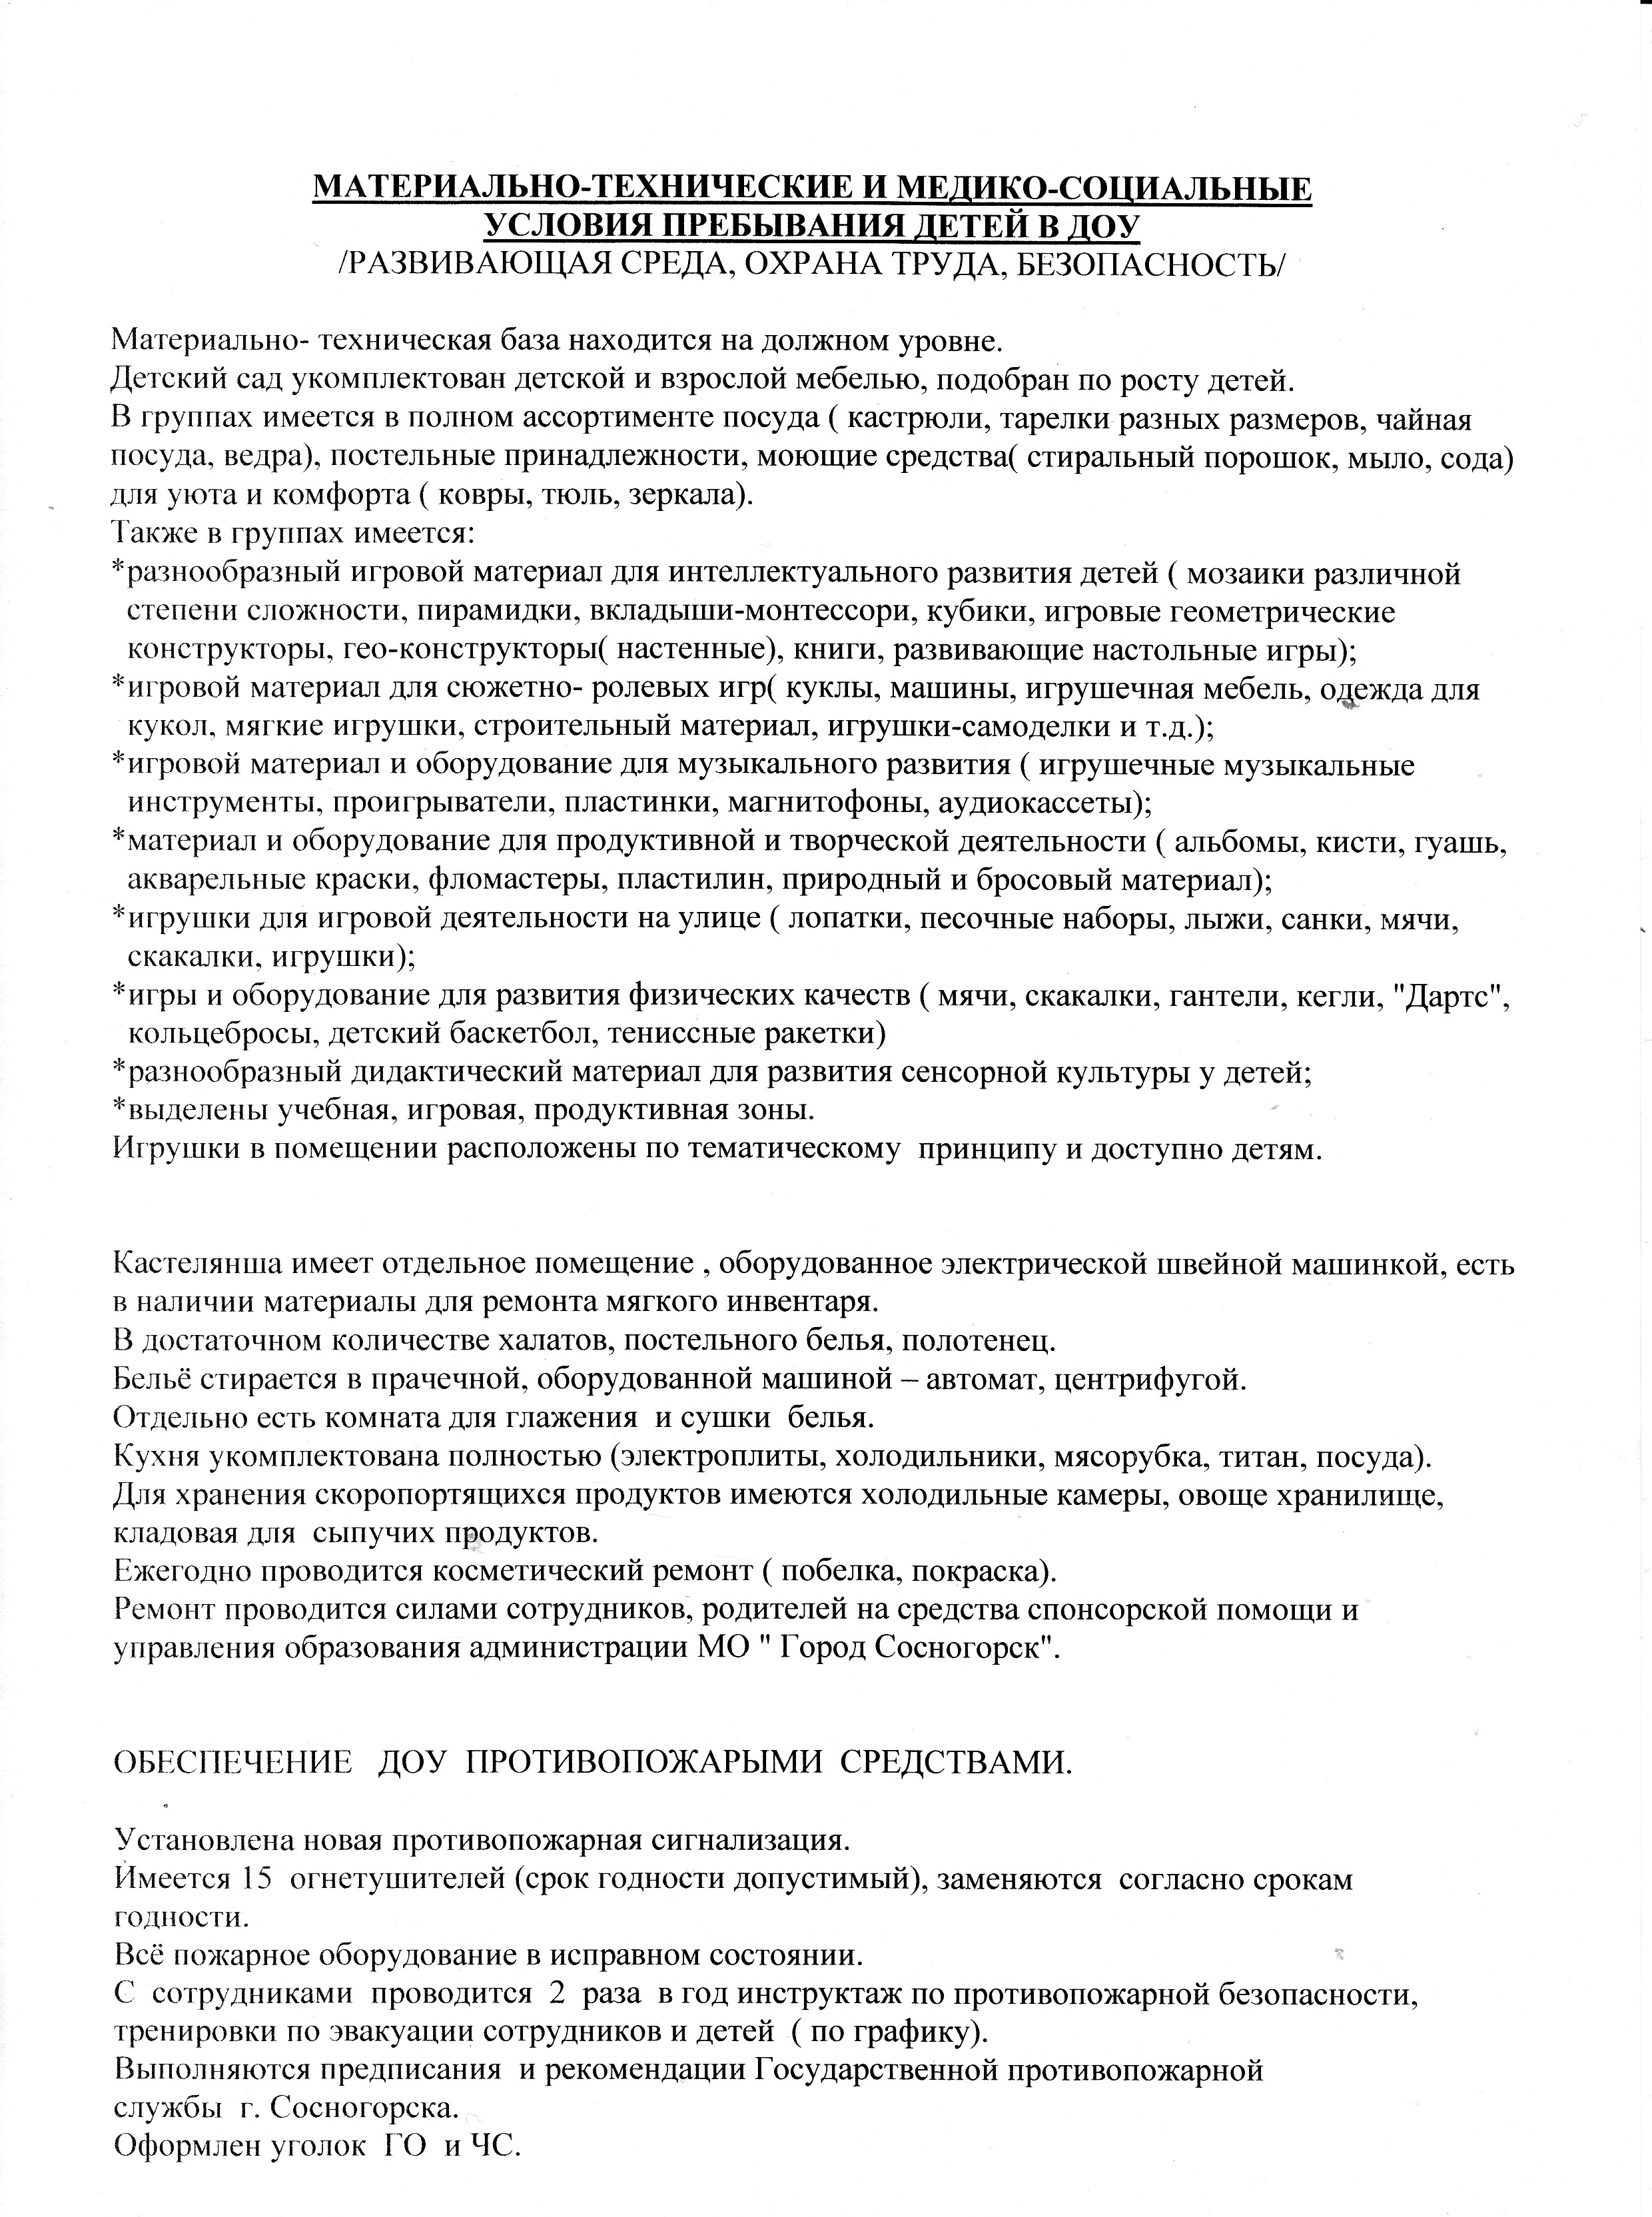 МАТЕРИАЛЬНО-ТЕХНИЧЕСКИЕ И МЕДИКО-СОЦИАЛЬНЫЕ
УСЛОВИЯ ПРЕБЫВАНИЯ ДЕТЕЙ В ДОУ
/РАЗВИВАЮЩАЯ СРЕДА, ОХРАНА ТРУДА, БЕЗОПАСНОСТЬ/
Материально- техническая база находится на должном уровне.
Детский сад укомплектован детской и взрослой мебелью, подобран по росту детей.
В группах имеется в полном ассортименте посуда ( кастрюли, тарелки разных размеров, чайная
посуда, ведра), постельные принадлежности, моющие средства( стиральный порошок, мыло, сода)
для уюта и комфорта ( ковры, тюль, зеркала).
Также в группах имеется:
*разнообразный игровой материал для интеллектуального развития детей ( мозаики различной
степени сложности, пирамидки, вкладыши-монтессори, кубики, игровые геометрические
конструкторы, гео-конструкторы( настенные), книги, развивающие настольные игры);
*игровой материал для сюжетно- ролевых игр( куклы, машины, игрушечная мебель, одежда для
кукол, мягкие игрушки, строительный материал, игрушки-самоделки и т.д.);
*игровой материал и оборудование для музыкального развития ( игрушечные музыкальные
инструменты, проигрыватели, пластинки, магнитофоны, аудиокассеты);
*материал и оборудование для продуктивной и творческой деятельности ( альбомы, кисти, гуашь,
акварельные краски, фломастеры, пластилин, природный и бросовый материал);
*игрушки для игровой деятельности на улице ( лопатки, песочные наборы, лыжи, санки, мячи,
скакалки, игрушки);
*игры и оборудование для развития физических качеств ( мячи, скакалки, гантели, кегли, "Дартс",
кольцебросы, детский баскетбол, тениссные ракетки)
*разнообразный дидактический материал для развития сенсорной культуры у детей;
*выделены учебная, игровая, продуктивная зоны.
Игрушки в помещении расположены по тематическому принципу и доступно детям.
Кастелянша имеет отдельное помещение , оборудованное электрической швейной машинкой, есть
в наличии материалы для ремонта мягкого инвентаря.
В достаточном количестве халатов, постельного белья, полотенец.
Бельё стирается в прачечной, оборудованной машиной – автомат, центрифугой.
Отдельно есть комната для глажения и сушки белья.
Кухня укомплектована полностью (электроплиты, холодильники, мясорубка, титан, посуда).
Для хранения скоропортящихся продуктов имеются холодильные камеры, овоще хранилище,
кладовая для сыпучих продуктов.
Ежегодно проводится косметический ремонт ( побелка, покраска).
Ремонт проводится силами сотрудников, родителей на средства спонсорской помощи и
управления образования администрации МО " Город Сосногорск".
ОБЕСПЕЧЕНИЕ ДОУ ПРОТИВОПОЖАРЫМИ СРЕДСТВАМИ.
Установлена новая противопожарная сигнализация.
Имеется 15 огнетушителей (срок годности допустимый), заменяются согласно срокам
годности.
Всё пожарное оборудование в исправном состоянии.
С сотрудниками проводится 2 раза в год инструктаж по противопожарной безопасности,
тренировки по эвакуации сотрудников и детей ( по графику).
Выполняются предписания и рекомендации Государственной противопожарной
службы г. Сосногорска.
Оформлен уголок ГО и ЧС.